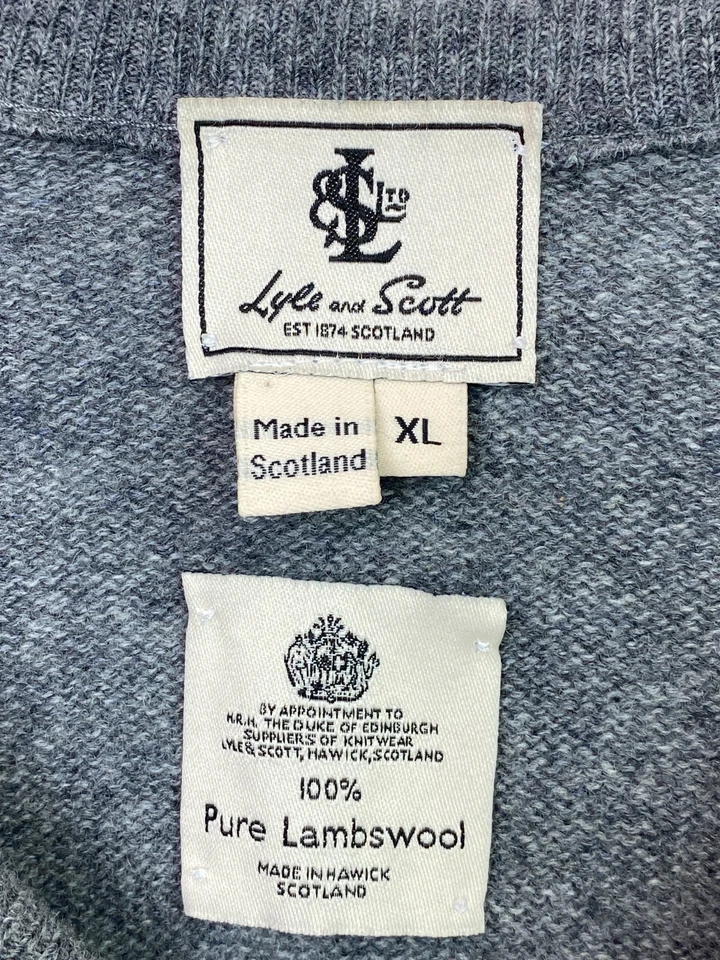 LS LTD
Lyle and Scott
EST 1874 SCOTLAND
Made in
Scotland
XL
BY APPOINTMENT TO
H.R.H. THE DUKE OF EDINBURGH
SUPPLIERS OF KNITWEAR
LYLE & SCOTT, HAWICK, SCOTLAND
100%
Pure Lambswool
MADE IN HAWICK
SCOTLAND